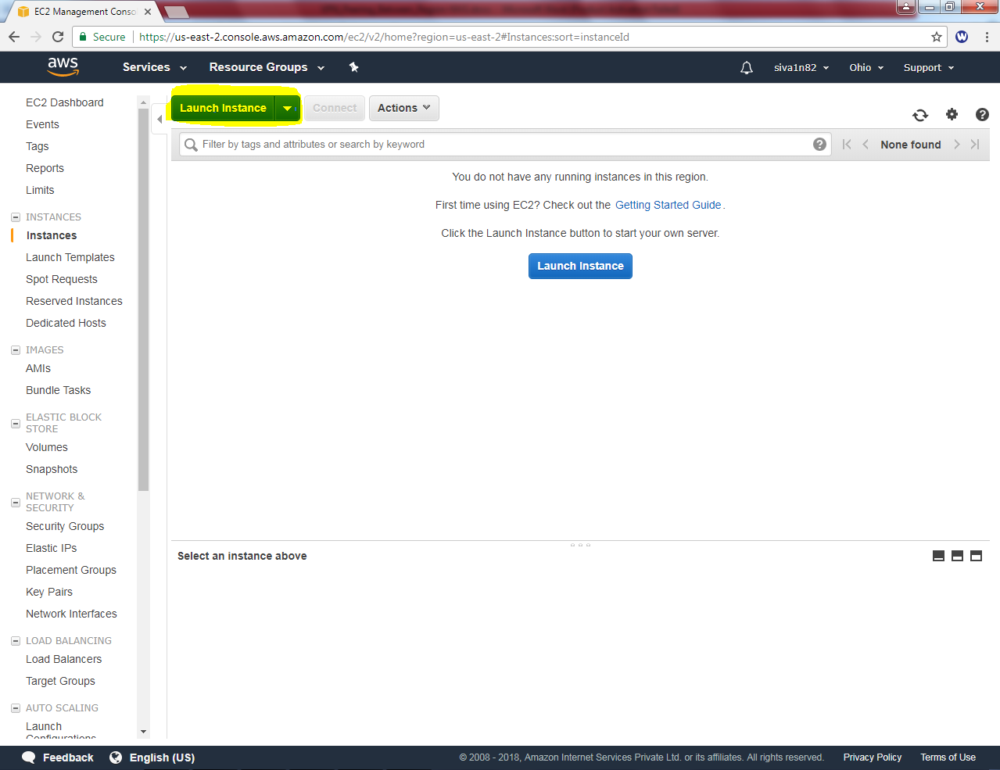 EC2 Management Conso
Secure
https://us-east-2.console.aws.amazon.com/ec2/v2/home?region=us-east-2#Instances:sort=instanceId
W
aws
Services
Resource Groups
siva1n82
Ohio
Support
EC2 Dashboard
Events
Tags
Reports
Limits
INSTANCES
Instances
Launch Templates
Spot Requests
Reserved Instances
Dedicated Hosts
IMAGES
AMIs
Bundle Tasks
ELASTIC BLOCK
STORE
Volumes
Snapshots
NETWORK &
SECURITY
Security Groups
Elastic IPs
Placement Groups
Key Pairs
Network Interfaces
LOAD BALANCING
Load Balancers
Target Groups
AUTO SCALING
Launch
Configurations
Launch Instance
Connect
Actions
Filter by tags and attributes or search by keyword
None found
You do not have any running instances in this region.
First time using EC2? Check out the Getting Started Guide.
Click the Launch Instance button to start your own server.
Launch Instance
Select an instance above
Feedback
English (US)
© 2008 - 2018, Amazon Internet Services Private Ltd. or its affiliates. All rights reserved.
Privacy Policy
Terms of Use